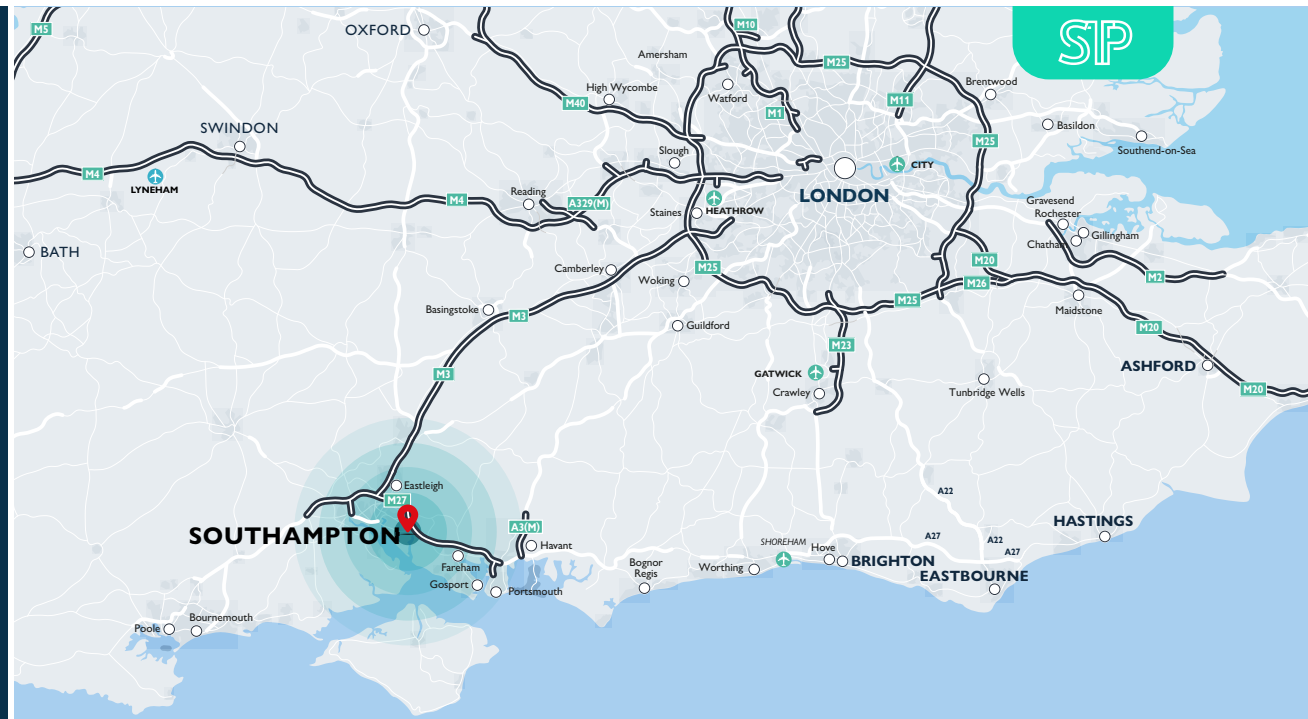 M5
OXFORD
M10
Amersham
M25
SIP
Brentwood
High Wycombe
Watford
M40
M11
M1
Basildon
SWINDON
M25
Southend-on-Sea
Slough
M4
CITY
LYNEHAM
Reading
M4
A329(M)
LONDON
Gravesend
Staines
HEATHROW
Rochester
Gillingham
Chatham
BATH
Camberley
M25
M20
Woking
M26
M2
M25
Basingstoke
M3
Maidstone
Guildford
M20
M23
M3
GATWICK
ASHFORD
Crawley
Tunbridge Wells
M20
Eastleigh
A22
M27
HASTINGS
SOUTHAMPTON
A3(M)
A27
A22
SHOREHAM
Hove
A27
Havant
BRIGHTON
Fareham
Bognor
Regis
Worthing
EASTBOURNE
Gosport
Portsmouth
Bournemouth
Poole